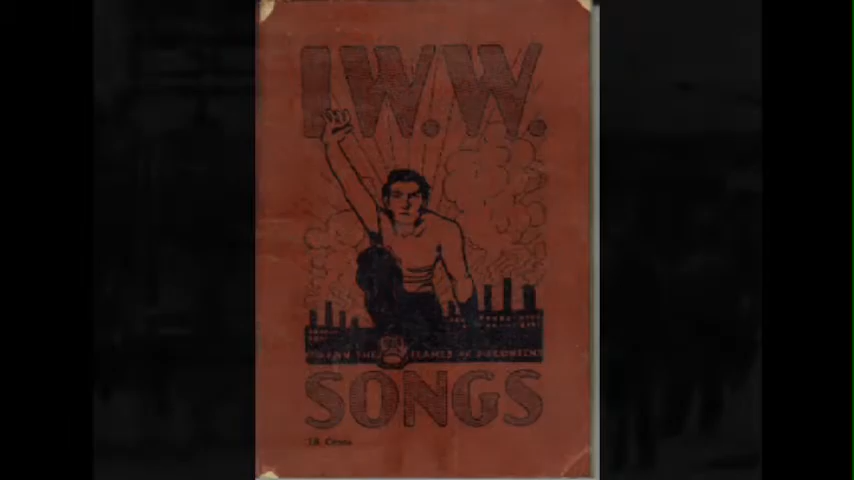 I.W.W.
TO FAN THE FLAMES OF DISCONTENT
SONGS